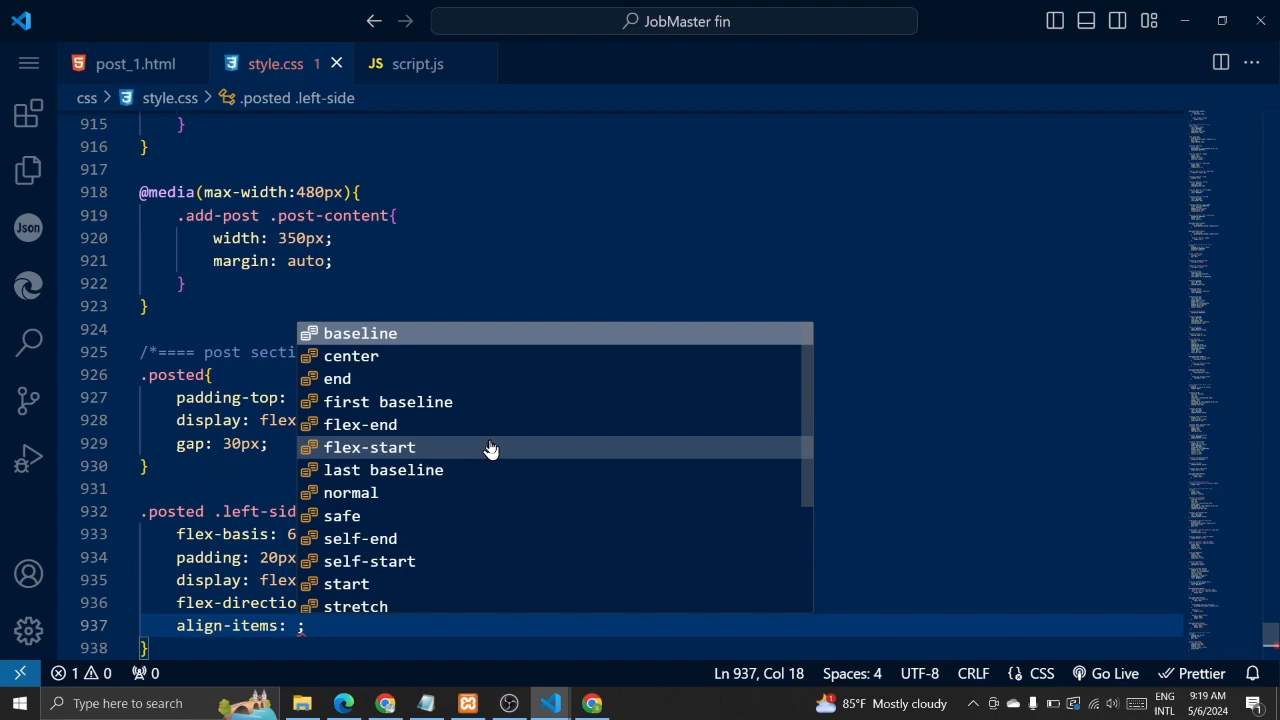 JobMaster fin
post_1.html
style.css 1
JS script.js
css > style.css > .posted .left-side
915 }
916 }
917
918 @media(max-width:480px){
919 .add-post .post-content{
920 width: 350px;
921 margin: auto;
922 }
923 }
924
925 /*==== post secti
926 .posted{
927 padding-top:
928 display: flex
929 gap: 30px;
930 }
931
932 .posted .left-sid
933 flex-basis: 6
934 padding: 20px
935 display: flex
936 flex-directio
937 align-items: ;
938 }
baseline
center
end
first baseline
flex-end
flex-start
last baseline
normal
safe
self-end
self-start
start
stretch
Json
1 0 0
Ln 937, Col 18
Spaces: 4
UTF-8
CRLF
{} CSS
Go Live
Prettier
Type here to search
85°F Mostly cloudy
ENG
INTL
9:19 AM
5/6/2024